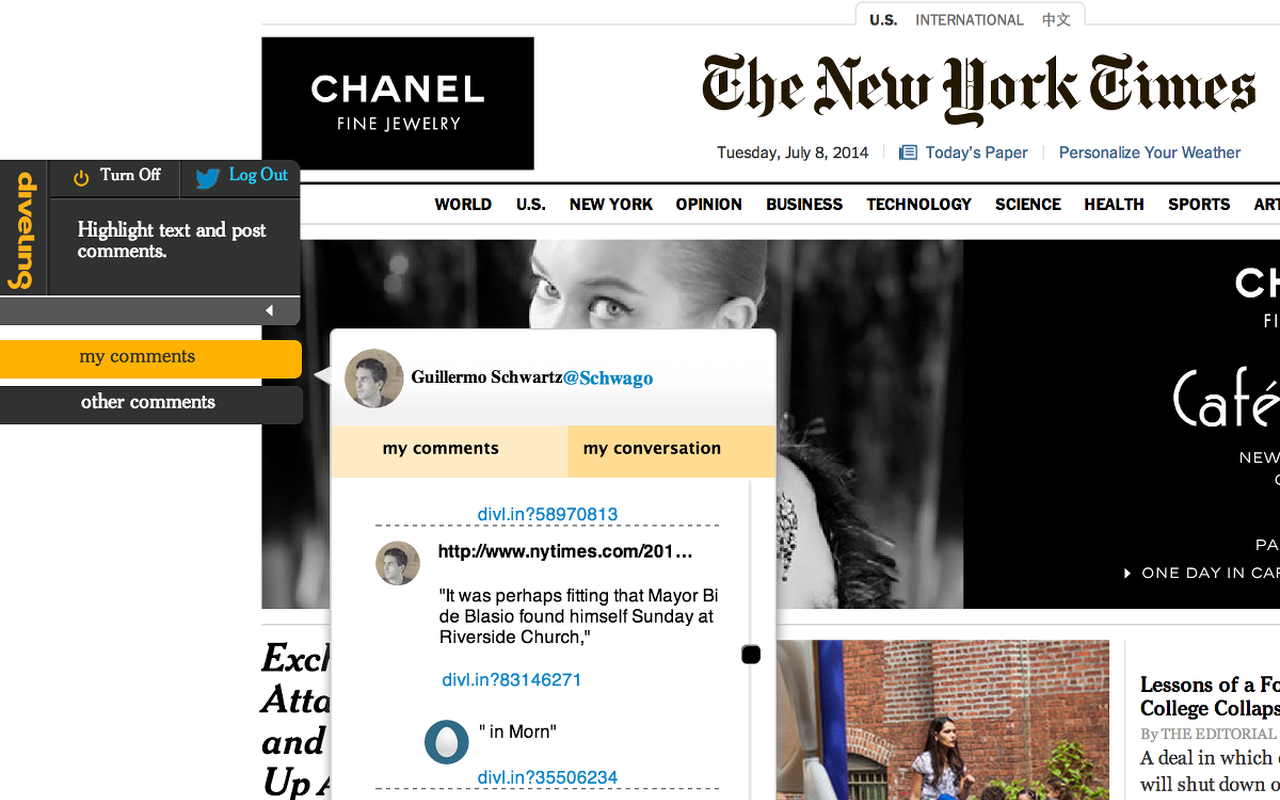 U.S. INTERNATIONAL 中文
CHANEL
FINE JEWELRY
The New York Times
Tuesday, July 8, 2014 Today's Paper Personalize Your Weather
diveung
Turn Off Log Out
Highlight text and post
comments.
WORLD U.S. NEW YORK OPINION BUSINESS TECHNOLOGY SCIENCE HEALTH SPORTS ART
my comments
other comments
Guillermo Schwartz@Schwago
my comments my conversation
divl.in?58970813
http://www.nytimes.com/201...
"It was perhaps fitting that Mayor Bi
de Blasio found himself Sunday at
Riverside Church,"
divl.in?83146271
" in Morn"
divl.in?35506234
CH
FI
Café
NEW
PA
ONE DAY IN CAF
Excl
Atta
and
Up A
Lessons of a Fo
College Collaps
By THE EDITORIAL
A deal in which
will shut down o